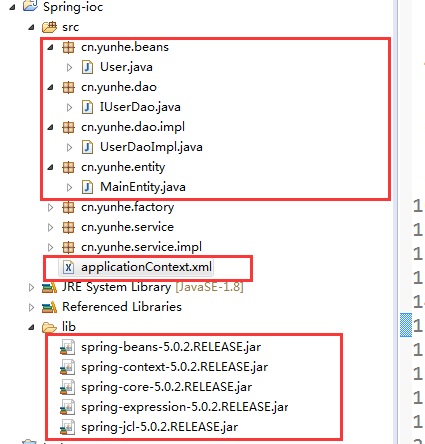 Spring-ioc
src
cn.yunhe.beans
User.java
cn.yunhe.dao
IUserDao.java
cn.yunhe.dao.impl
UserDaoImpl.java
cn.yunhe.entity
MainEntity.java
cn.yunhe.factory
cn.yunhe.service
cn.yunhe.service.impl
applicationContext.xml
JRE System Library [JavaSE-1.8]
Referenced Libraries
lib
spring-beans-5.0.2.RELEASE.jar
spring-context-5.0.2.RELEASE.jar
spring-core-5.0.2.RELEASE.jar
spring-expression-5.0.2.RELEASE.jar
spring-jcl-5.0.2.RELEASE.jar